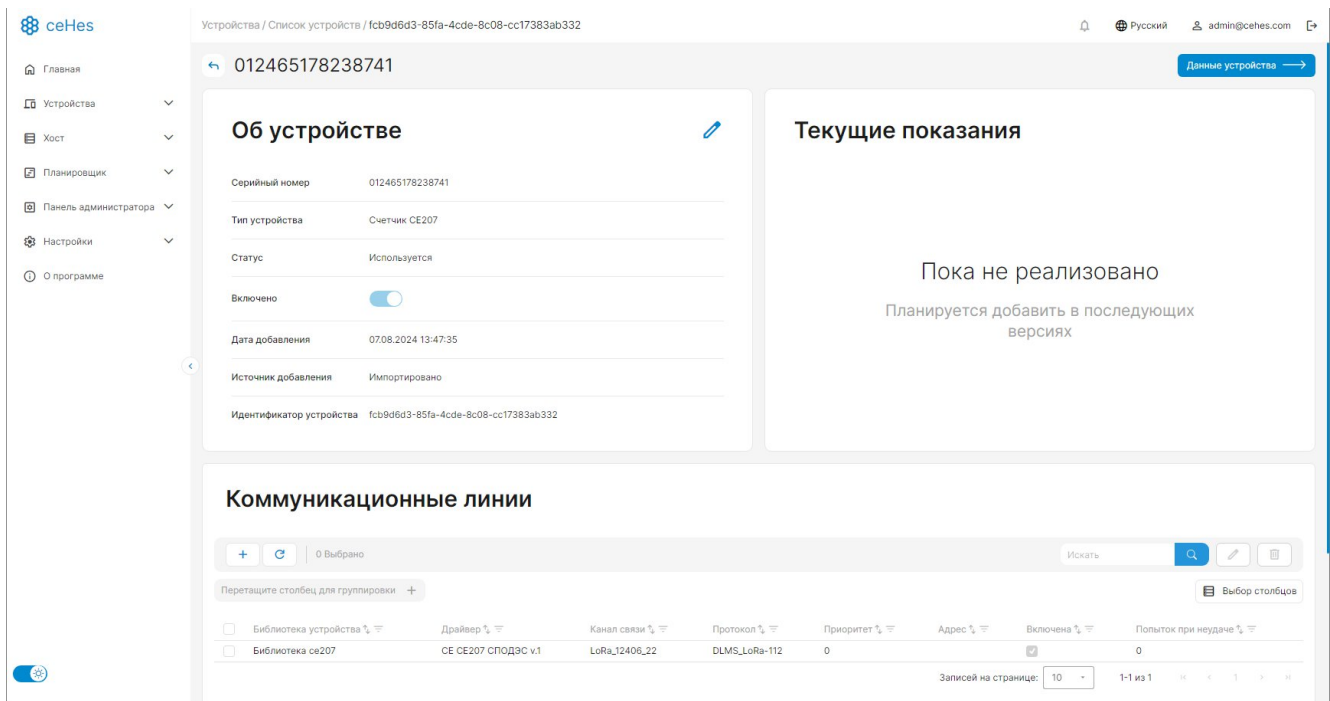 ceHes
Устройства / Список устройств / fcb9d6d3-85fa-4cde-8c08-cc17383ab332
Русский
admin@cehes.com
Главная
Устройства
Хост
Планировщик
Панель администратора
Настройки
О программе
012465178238741
Данные устройства
Об устройстве
Серийный номер 012465178238741
Тип устройства Счетчик CE207
Статус Используется
Включено
Дата добавления 07.08.2024 13:47:35
Источник добавления Импортировано
Идентификатор устройства fcb9d6d3-85fa-4cde-8c08-cc17383ab332
Текущие показания
Пока не реализовано
Планируется добавить в последующих
версиях
Коммуникационные линии
0 Выбрано
Искать
Перетащите столбец для группировки
Выбор столбцов
Библиотека устройства Драйвер Канал связи Протокол Приоритет Адрес Включена Попыток при неудаче
Библиотека ce207 CE CE207 СПОДЭС v.1 LoRa_12406_22 DLMS_LoRa-112 0 0
Записей на странице: 10 1-1 из 1 1